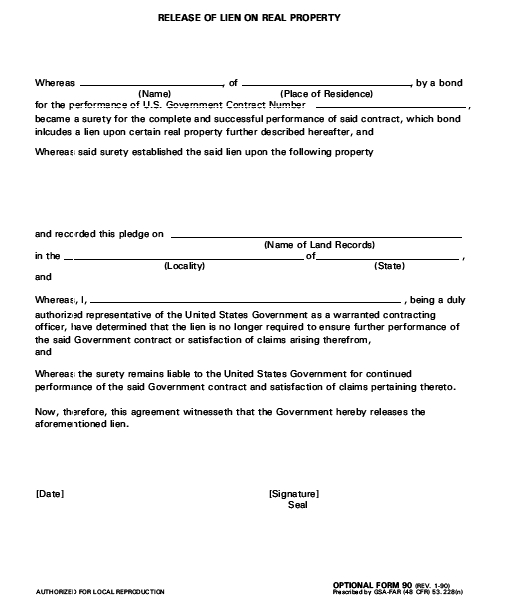 RELEASE OF LIEN ON REAL PROPERTY
Whereas ____________________, of ____________________, by a bond
(Name) (Place of Residence)
for the performance of U.S. Government Contract Number ____________________,
became a surety for the complete and successful performance of said contract, which bond
inlcudes a lien upon certain real property further described hereafter, and
Whereas said surety established the said lien upon the following property
and recorded this pledge on ____________________
(Name of Land Records)
in the ____________________ of ____________________,
(Locality) (State)
and
Whereas, I, ____________________, being a duly
authorized representative of the United States Government as a warranted contracting
officer, have determined that the lien is no longer required to ensure further performance of
the said Government contract or satisfaction of claims arising therefrom,
and
Whereas the surety remains liable to the United States Government for continued
performance of the said Government contract and satisfaction of claims pertaining thereto.
Now, therefore, this agreement witnesseth that the Government hereby releases the
aforementioned lien.
[Date] [Signature]
Seal
OPTIONAL FORM 90 (REV. 1-90)
AUTHORIZED FOR LOCAL REPRODUCTION Prescribed by GSA-FAR (48 CFR) 53.228(n)